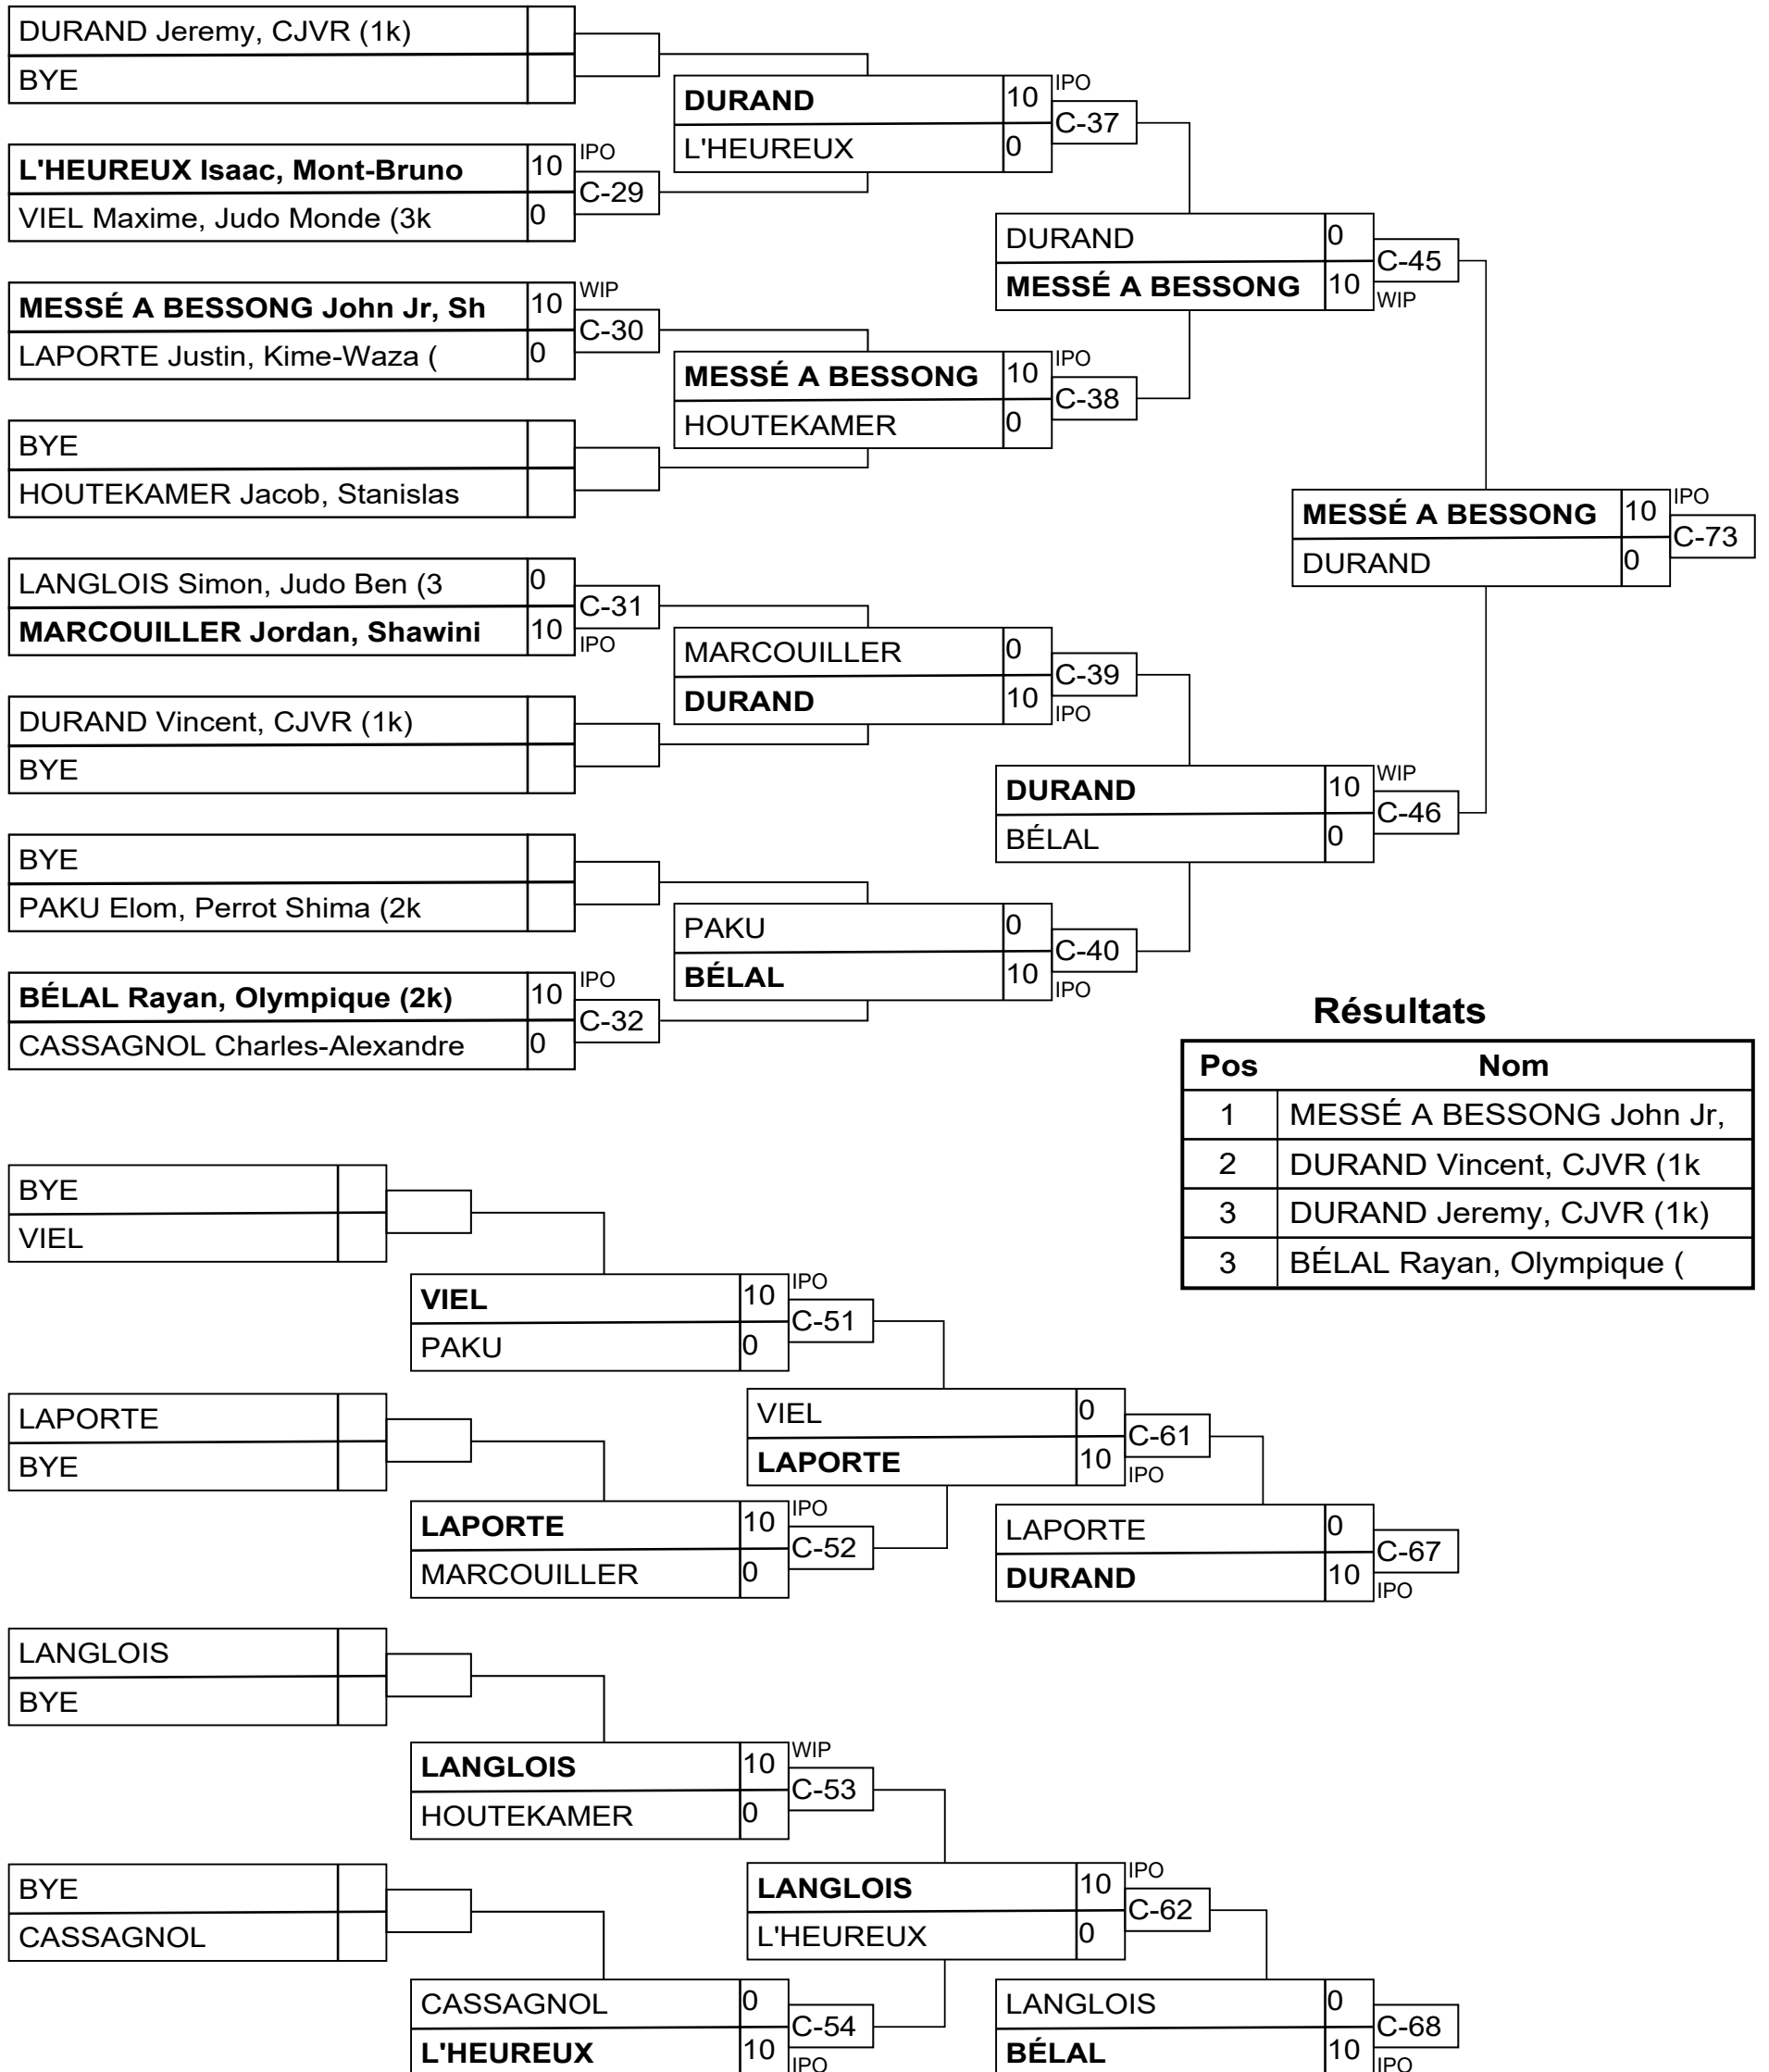 DURAND Jeremy, CJVR (1k)
BYE
L'HEUREUX Isaac, Mont-Bruno 10 IPO
C-29
VIEL Maxime, Judo Monde (3k 0
MESSÉ A BESSONG John Jr, Sh 10 WIP
C-30
LAPORTE Justin, Kime-Waza ( 0
BYE
HOUTEKAMER Jacob, Stanislas
LANGLOIS Simon, Judo Ben (3 0
C-31
MARCOUILLER Jordan, Shawini 10 IPO
DURAND Vincent, CJVR (1k)
BYE
BYE
PAKU Elom, Perrot Shima (2k
BÉLAL Rayan, Olympique (2k) 10 IPO
C-32
CASSAGNOL Charles-Alexandre 0
DURAND 10 IPO
C-37
L'HEUREUX 0
MESSÉ A BESSONG 10 IPO
C-38
HOUTEKAMER 0
MARCOUILLER 0
C-39
DURAND 10 IPO
PAKU 0
C-40
BÉLAL 10 IPO
DURAND 0
C-45
MESSÉ A BESSONG 10 WIP
DURAND 10 WIP
C-46
BÉLAL 0
MESSÉ A BESSONG 10 IPO
C-73
DURAND 0
Résultats
Pos Nom
1 MESSÉ A BESSONG John Jr,
2 DURAND Vincent, CJVR (1k
3 DURAND Jeremy, CJVR (1k)
3 BÉLAL Rayan, Olympique (
BYE
VIEL
LAPORTE
BYE
LANGLOIS
BYE
BYE
CASSAGNOL
VIEL 10 IPO
C-51
PAKU 0
LAPORTE 10 IPO
C-52
MARCOUILLER 0
LANGLOIS 10 WIP
C-53
HOUTEKAMER 0
CASSAGNOL 0
C-54
L'HEUREUX 10 IPO
VIEL 0
C-61
LAPORTE 10 IPO
LANGLOIS 10 IPO
C-62
L'HEUREUX 0
LAPORTE 0
C-67
DURAND 10 IPO
LANGLOIS 0
C-68
BÉLAL 10 IPO